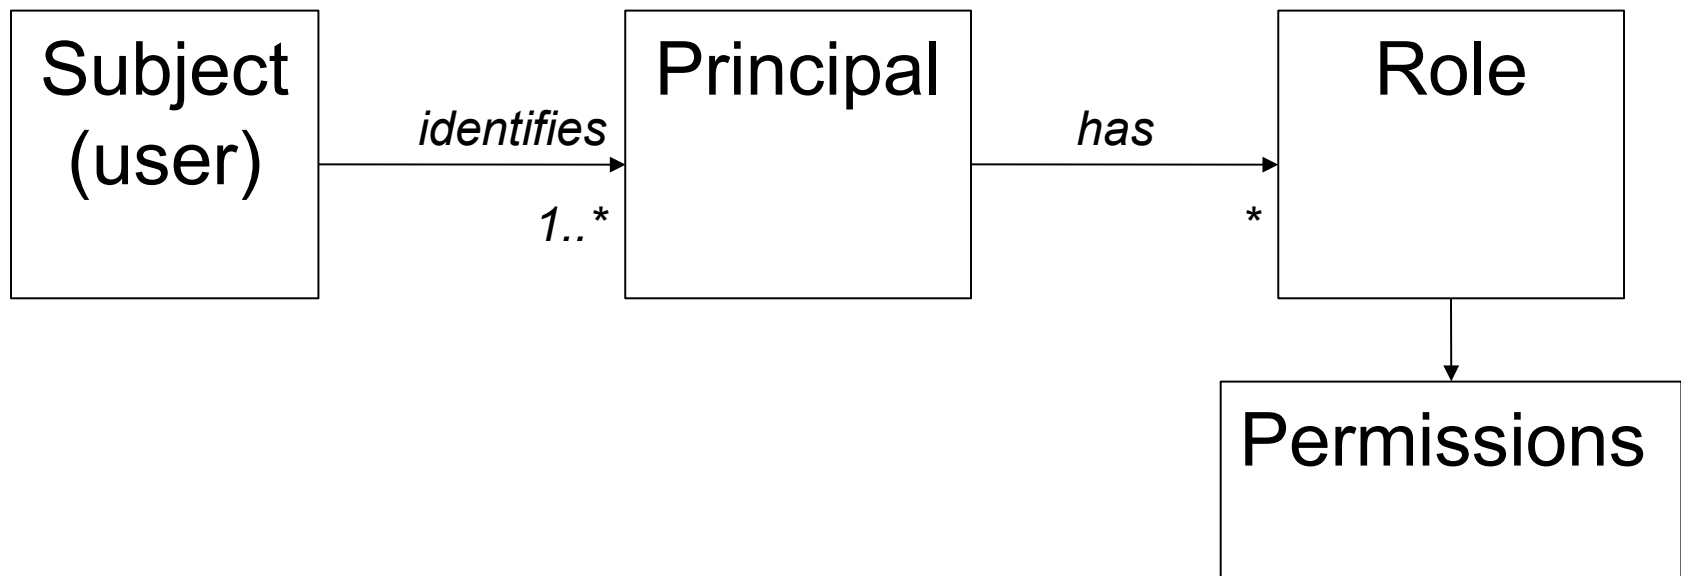 Subject
(user)
identifies
1..*
Principal
has
*
Role
Permissions